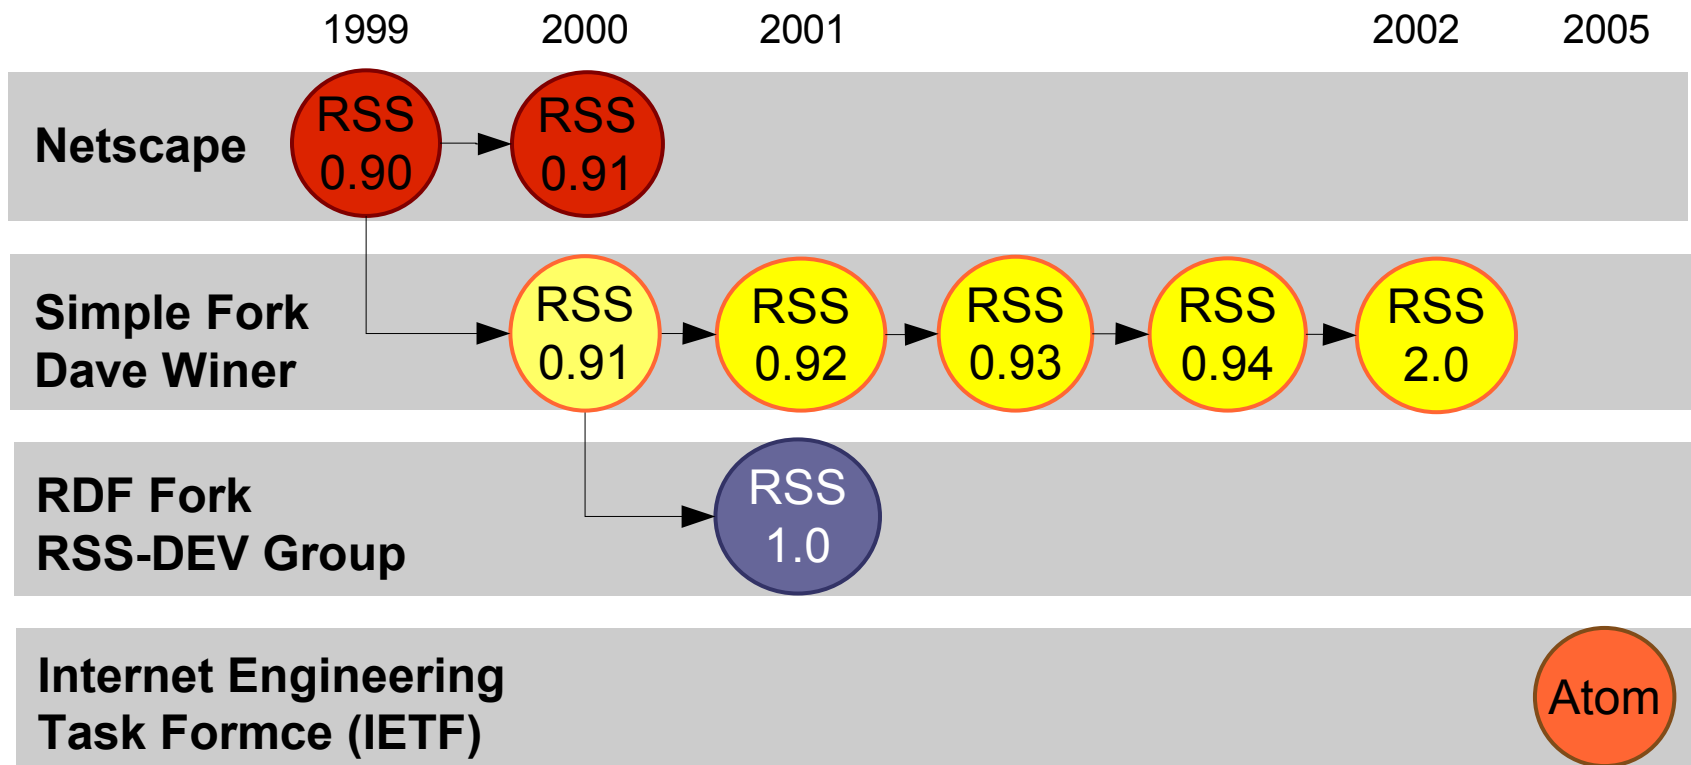 1999 2000 2001 2002 2005
Netscape
RSS
0.90
RSS
0.91
Simple Fork
Dave Winer
RSS
0.91
RSS
0.92
RSS
0.93
RSS
0.94
RSS
2.0
RDF Fork
RSS-DEV Group
RSS
1.0
Internet Engineering
Task Formce (IETF)
Atom